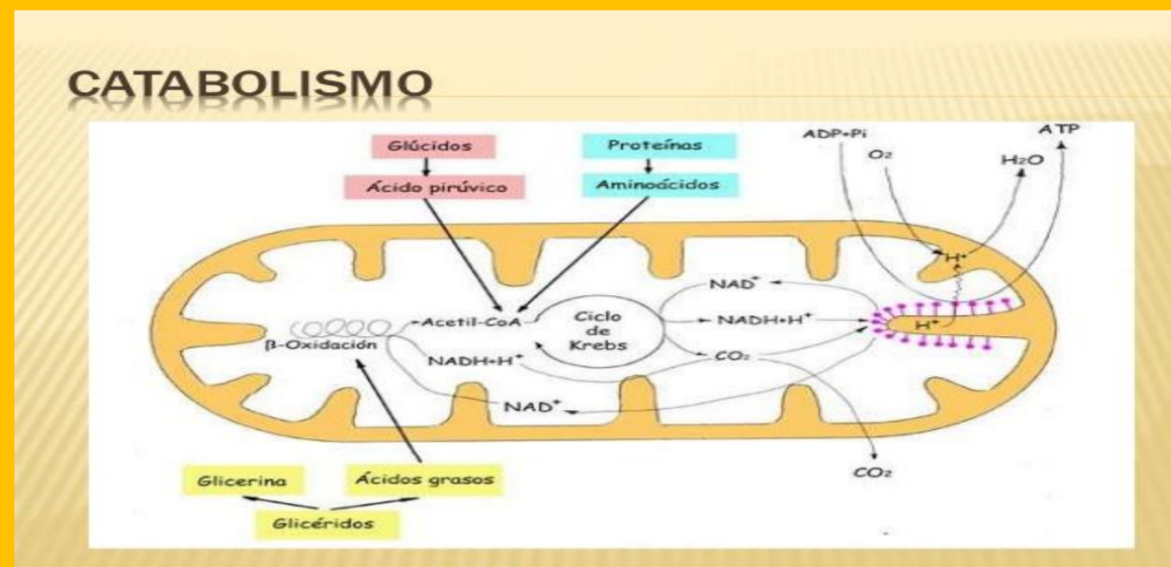 CATABOLISMO
Glúcidos
Proteínas
ADP+Pi
ATP
O₂
H₂O
Ácido pirúvico
Aminoácidos
H⁺
NAD⁺
Acetil-CoA
Ciclo
de
Krebs
NADH+H⁺
H⁺
β-Oxidación
NADH+H⁺
CO₂
NAD⁺
Glicerina
Ácidos grasos
CO₂
Glicéridos